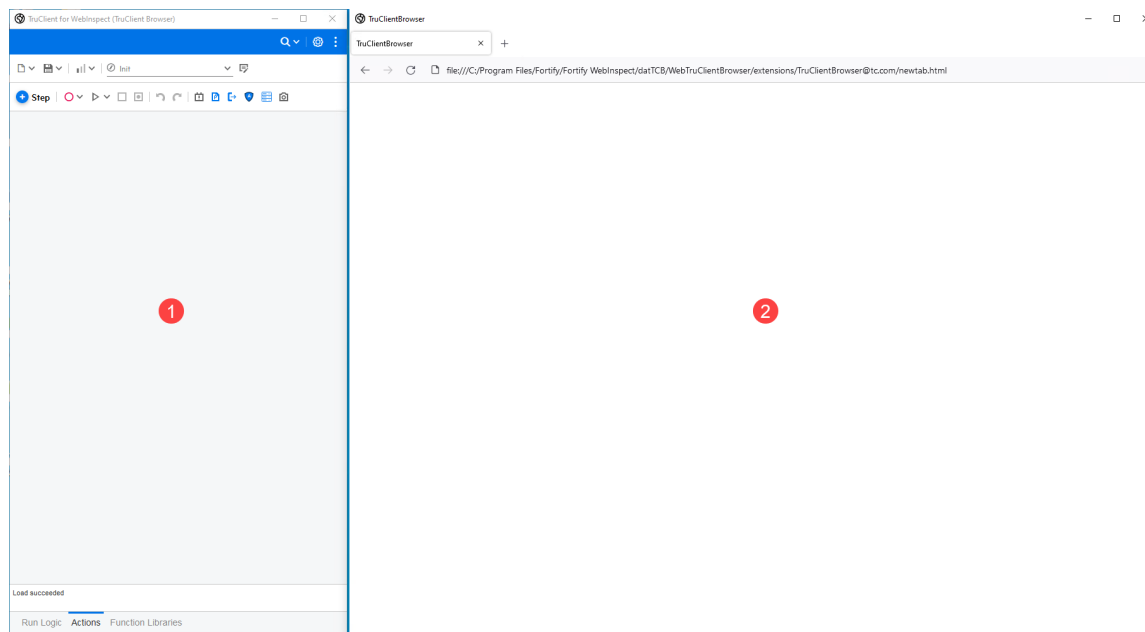 TruClient for WebInspect (TruClient Browser)
Init
Step
1
Load succeeded
Run Logic Actions Function Libraries
TruClientBrowser
TruClientBrowser
file:///C:/Program Files/Fortify/Fortify WebInspect/datTCB/WebTruClientBrowser/extensions/TruClientBrowser@tc.com/newtab.html
2